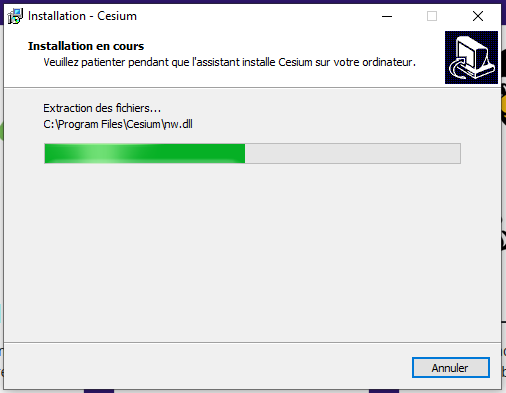 Installation - Cesium
Installation en cours
Veuillez patienter pendant que l'assistant installe Cesium sur votre ordinateur.
Extraction des fichiers...
C:\Program Files\Cesium\nw.dll
Annuler